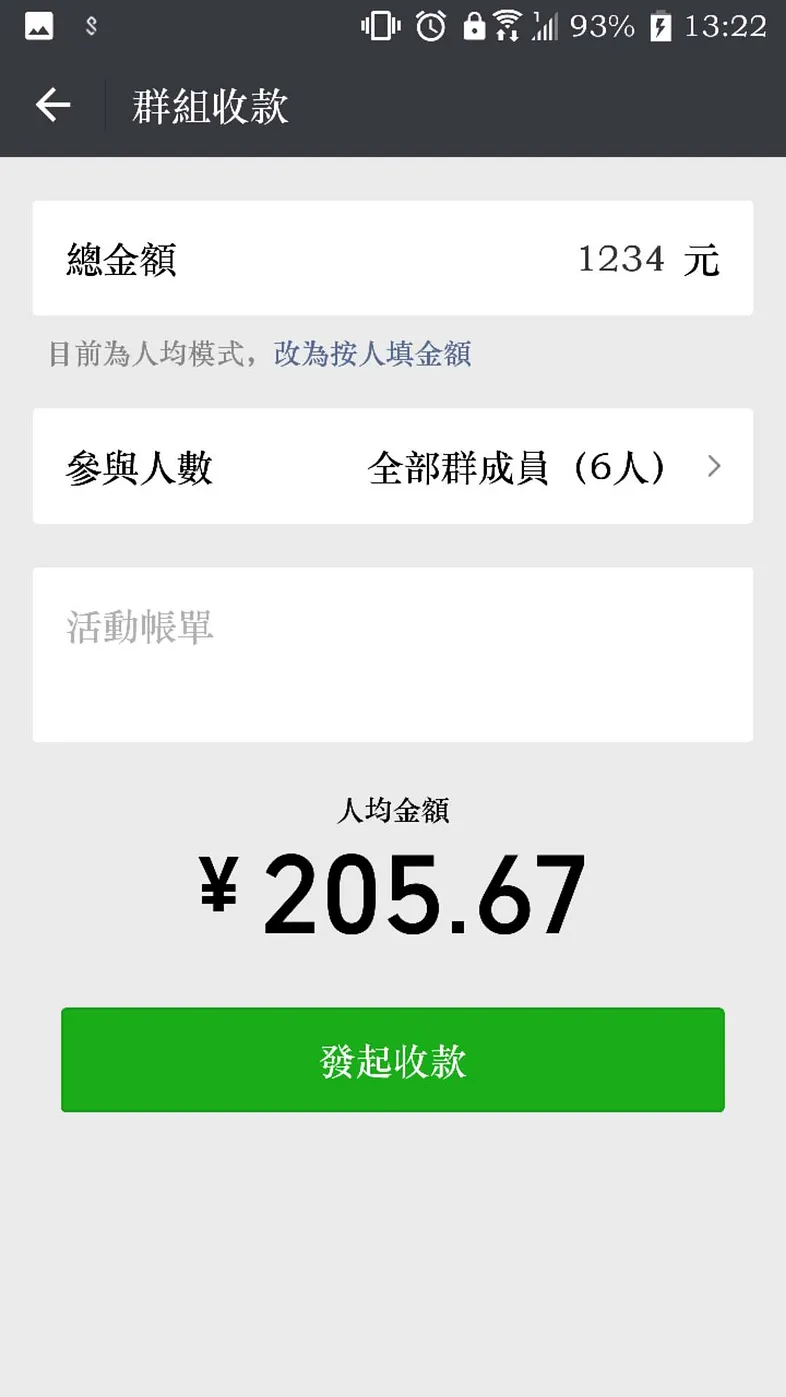 93% 13:22
群組收款
總金額 1234 元
目前為人均模式，改為按人填金額
參與人數 全部群成員（6人）
活動帳單
人均金額
¥ 205.67
發起收款